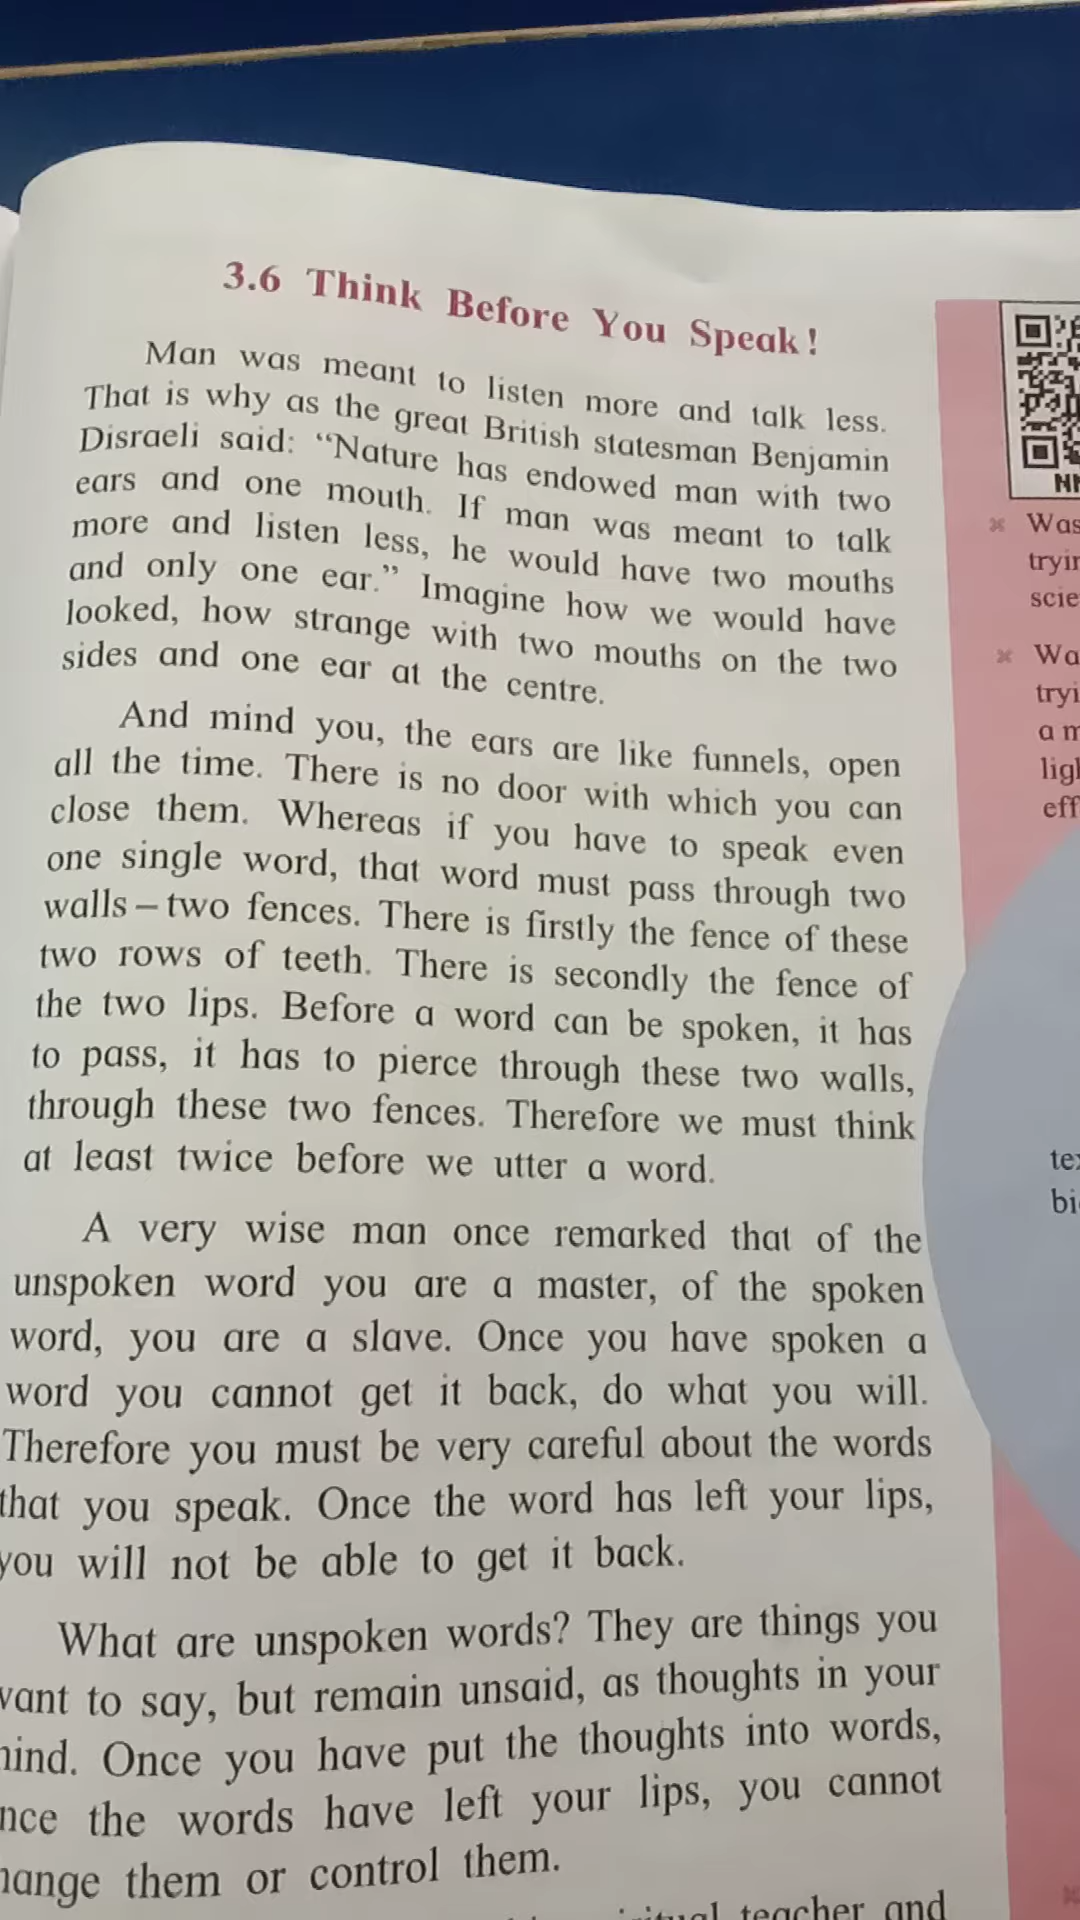 3.6 Think Before You Speak!
Man was meant to listen more and talk less.
That is why as the great British statesman Benjamin
Disraeli said: “Nature has endowed man with two
ears and one mouth. If man was meant to talk
more and listen less, he would have two mouths
and only one ear.” Imagine how we would have
looked, how strange with two mouths on the two
sides and one ear at the centre.
And mind you, the ears are like funnels, open
all the time. There is no door with which you can
close them. Whereas if you have to speak even
one single word, that word must pass through two
walls – two fences. There is firstly the fence of these
two rows of teeth. There is secondly the fence of
the two lips. Before a word can be spoken, it has
to pass, it has to pierce through these two walls,
through these two fences. Therefore we must think
at least twice before we utter a word.
A very wise man once remarked that of the
unspoken word you are a master, of the spoken
word, you are a slave. Once you have spoken a
word you cannot get it back, do what you will.
Therefore you must be very careful about the words
that you speak. Once the word has left your lips,
you will not be able to get it back.
What are unspoken words? They are things you
to say, but remain unsaid, as thoughts in your
Once you have put the thoughts into words,
the words have left your lips, you cannot
them or control them.
teacher and
Was